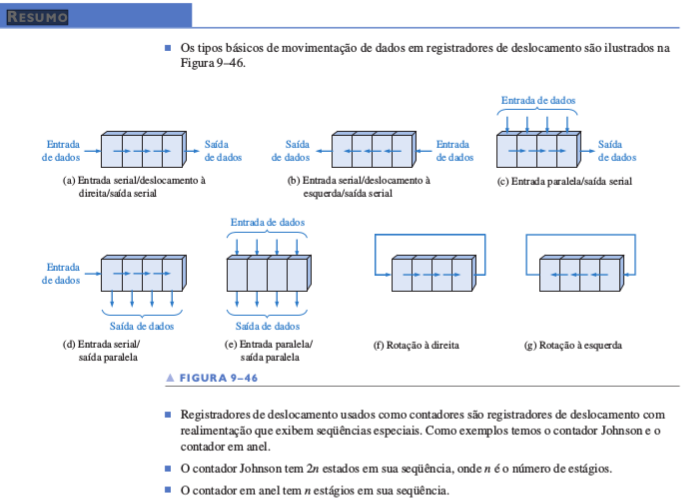 RESUMO
■ Os tipos básicos de movimentação de dados em registradores de deslocamento são ilustrados na
Figura 9–46.
Entrada
de dados
Saída
de dados
(a) Entrada serial/deslocamento à
direita/saída serial
Saída
de dados
Entrada
de dados
(b) Entrada serial/deslocamento à
esquerda/saída serial
Entrada de dados
Saída
de dados
(c) Entrada paralela/saída serial
Entrada
de dados
Saída de dados
(d) Entrada serial/
saída paralela
Entrada de dados
Saída de dados
(e) Entrada paralela/
saída paralela
(f) Rotação à direita
(g) Rotação à esquerda
▲ FIGURA 9–46
■ Registradores de deslocamento usados como contadores são registradores de deslocamento com
realimentação que exibem seqüências especiais. Como exemplos temos o contador Johnson e o
contador em anel.
■ O contador Johnson tem 2n estados em sua seqüência, onde n é o número de estágios.
■ O contador em anel tem n estágios em sua seqüência.